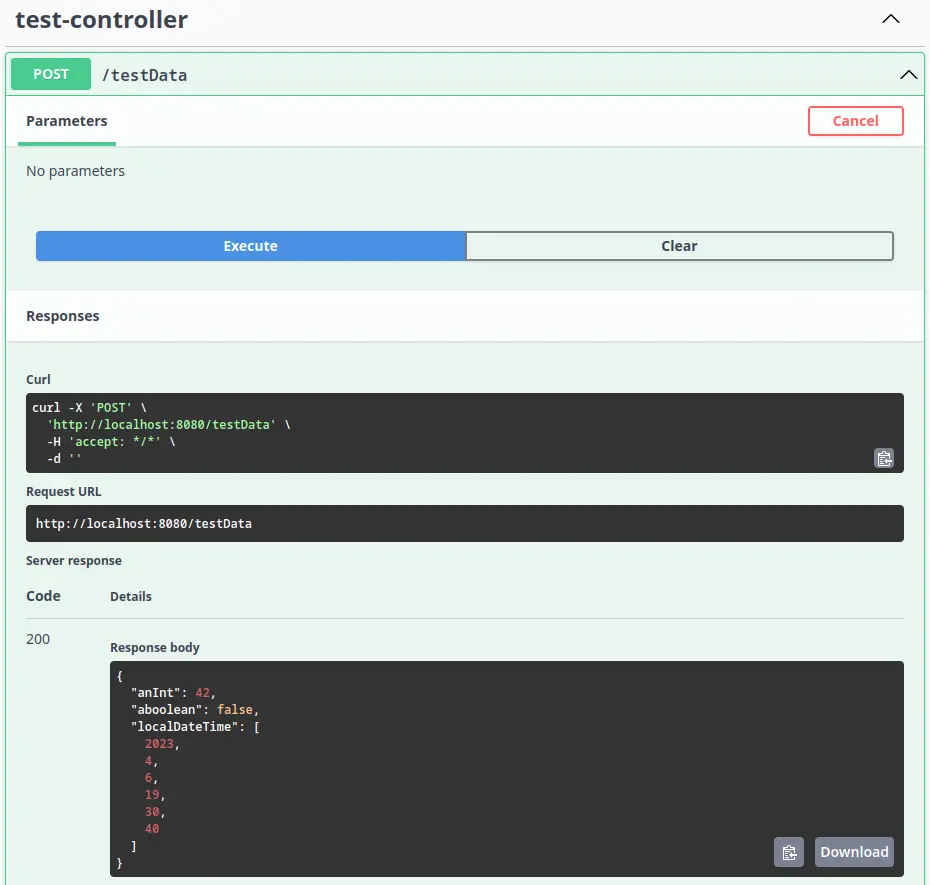 test-controller
POST /testData
Parameters Cancel
No parameters
Execute Clear
Responses
Curl
curl -X 'POST' \
  'http://localhost:8080/testData' \
  -H 'accept: */*' \
  -d ''
Request URL
http://localhost:8080/testData
Server response
Code Details
200
Response body
{
  "anInt": 42,
  "aboolean": false,
  "localDateTime": [
    2023,
    4,
    6,
    19,
    30,
    40
  ]
}
Download